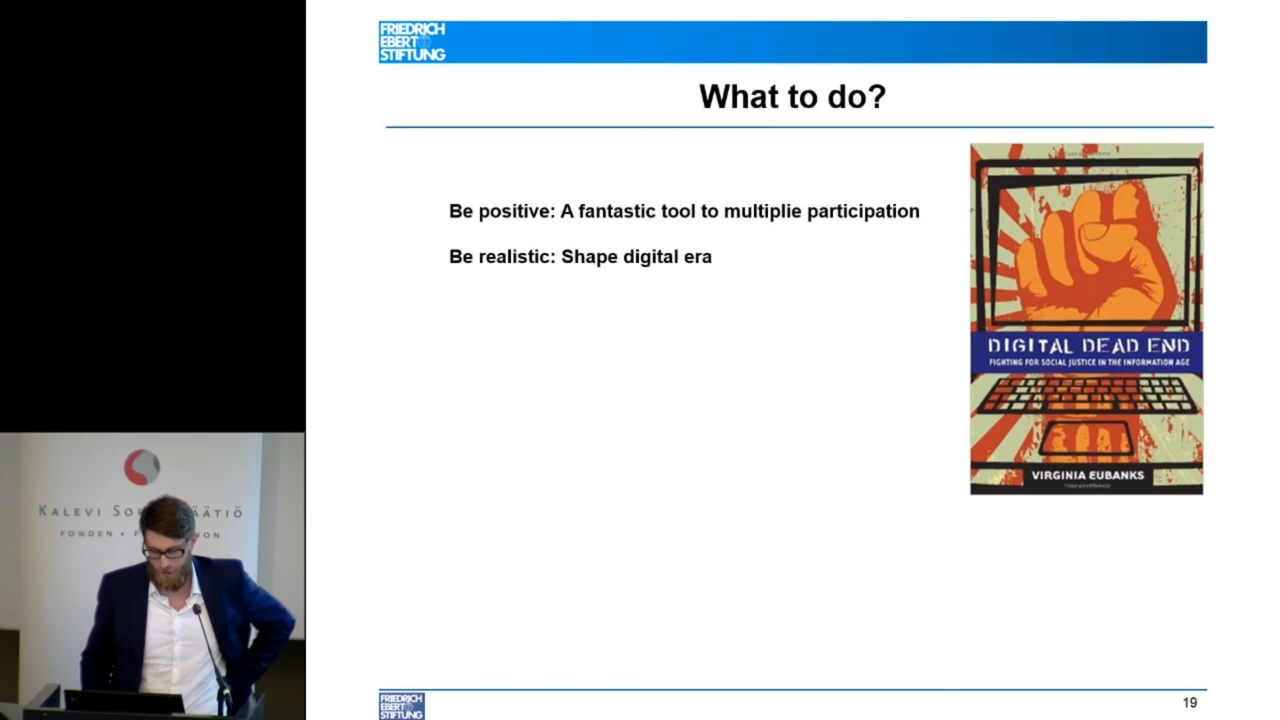 FRIEDRICH
EBERT
STIFTUNG
What to do?
Be positive: A fantastic tool to multiplie participation
Be realistic: Shape digital era
DIGITAL DEAD END
FIGHTING FOR SOCIAL JUSTICE IN THE INFORMATION AGE
VIRGINIA EUBANKS
KALEVI
FONDEN •
FRIEDRICH
EBERT
STIFTUNG
19